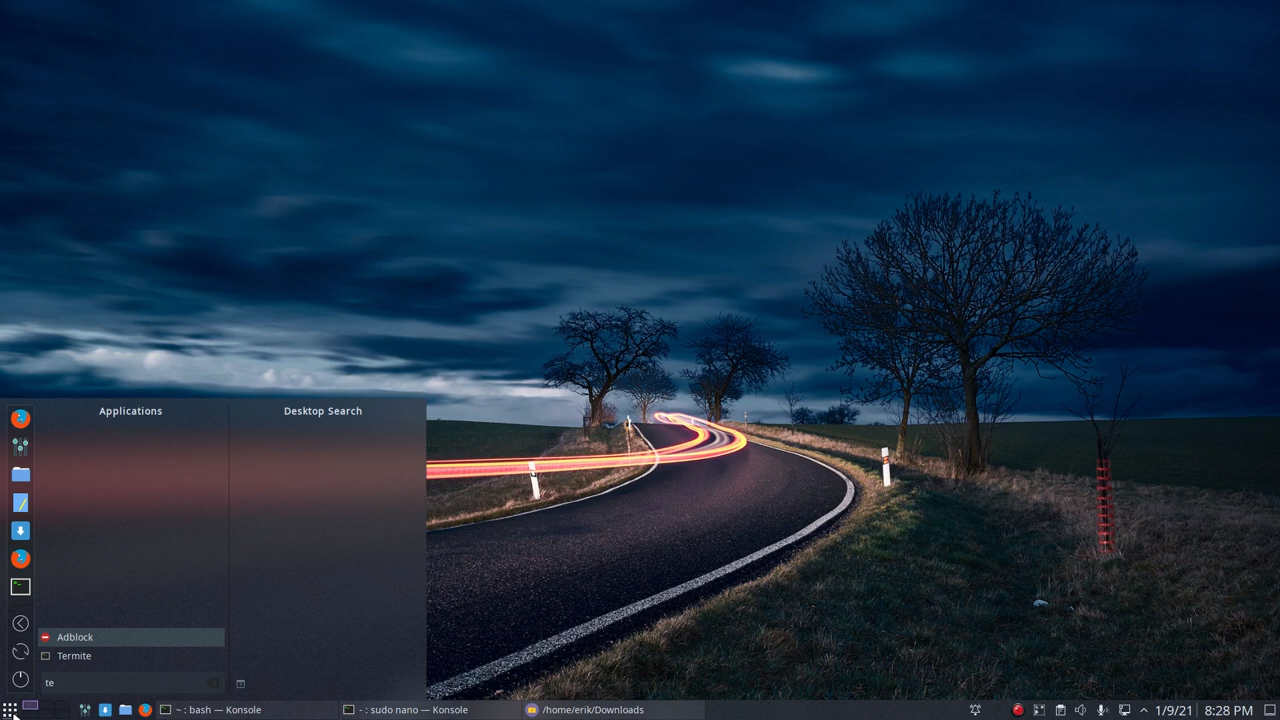 Applications
Desktop Search
Adblock
Termite
te
~ : bash — Konsole
- : sudo nano — Konsole
/home/erik/Downloads
1/9/21
8:28 PM